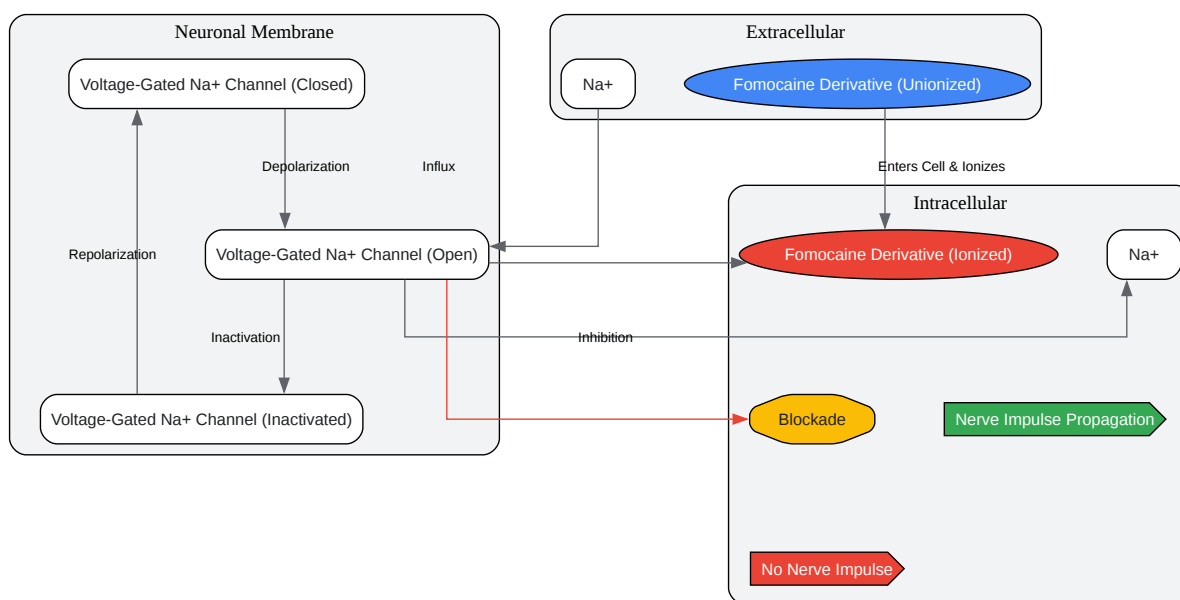 Neuronal Membrane
Extracellular
Voltage-Gated Na+ Channel (Closed)
Na+
Fomocaine Derivative (Unionized)
Depolarization
Influx
Enters Cell & Ionizes
Intracellular
Repolarization
Voltage-Gated Na+ Channel (Open)
Fomocaine Derivative (Ionized)
Na+
Inactivation
Inhibition
Voltage-Gated Na+ Channel (Inactivated)
Blockade
Nerve Impulse Propagation
No Nerve Impulse